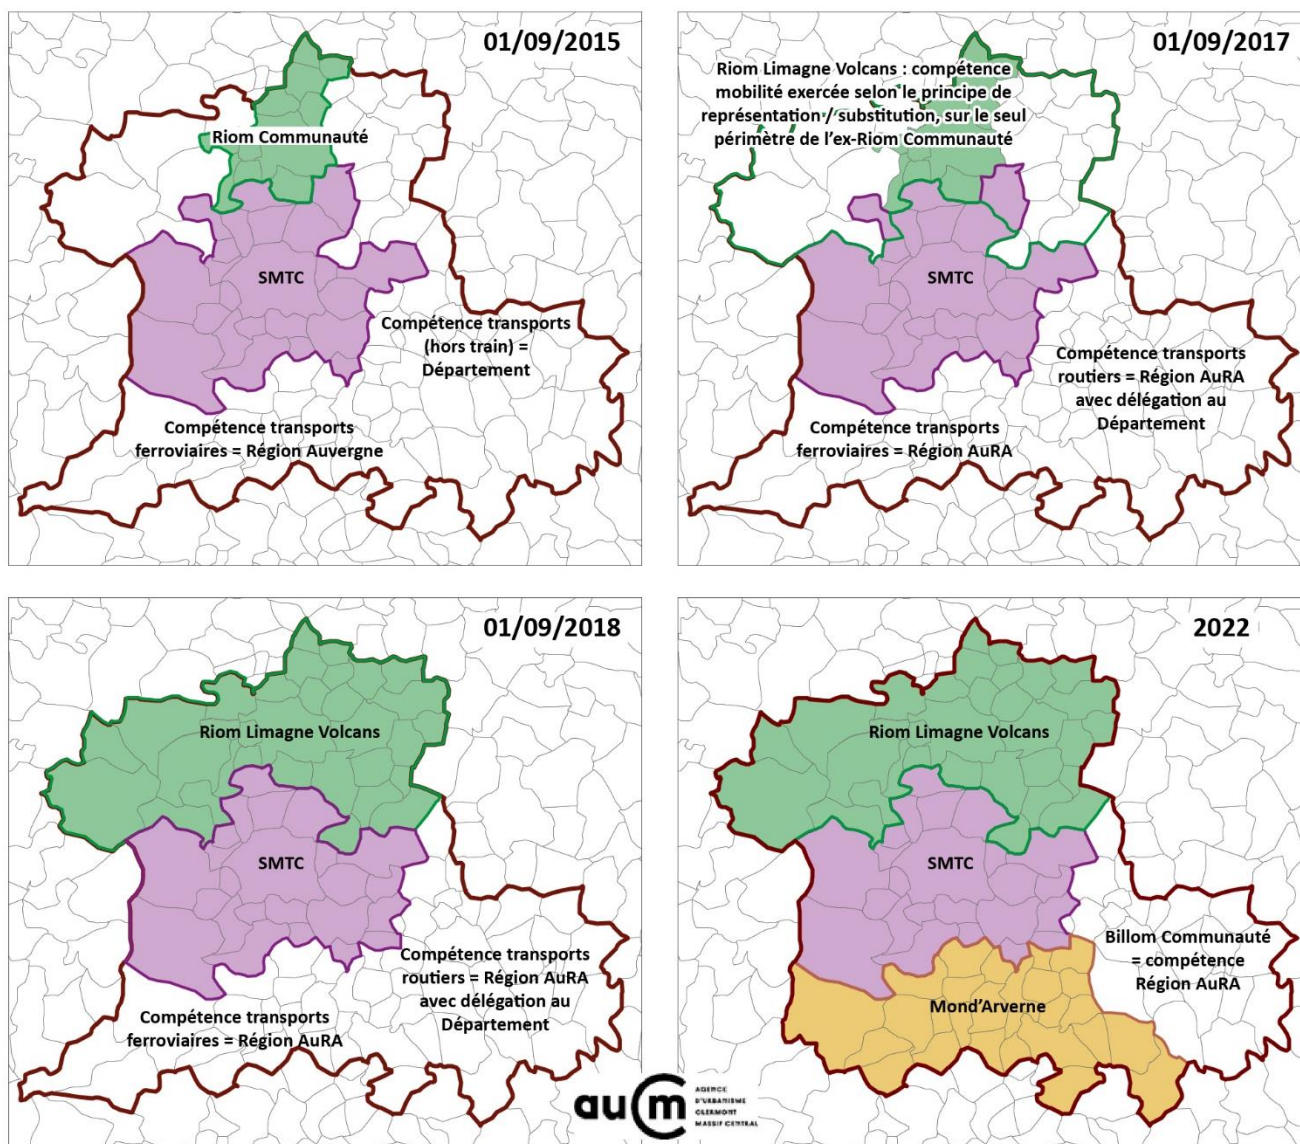 01/09/2015
Riom Communauté
SMTC
Compétence transports
(hors train) =
Département
Compétence transports
ferroviaires = Région Auvergne
01/09/2017
Riom Limagne Volcans : compétence
mobilité exercée selon le principe de
représentation / substitution, sur le seul
périmètre de l'ex-Riom Communauté
SMTC
Compétence transports
routiers = Région AuRA
avec délégation au
Département
Compétence transports
ferroviaires = Région AuRA
01/09/2018
Riom Limagne Volcans
SMTC
Compétence transports
routiers = Région AuRA
avec délégation au
Département
Compétence transports
ferroviaires = Région AuRA
2022
Riom Limagne Volcans
SMTC
Billom Communauté
= compétence
Région AuRA
Mond'Arverne
aucm
AGENCE
D'URBANISME
CLERMONT
MASSIF CENTRAL